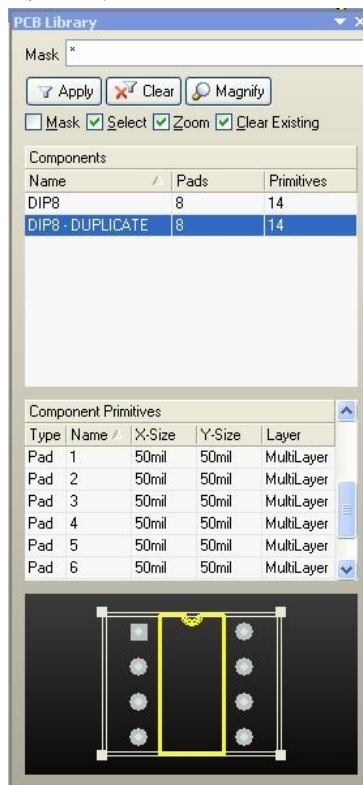 PCB Library
Mask *
Apply Clear Magnify
Mask Select Zoom Clear Existing
Components
Name Pads Primitives
DIP8 8 14
DIP8 - DUPLICATE 8 14
Component Primitives
Type Name X-Size Y-Size Layer
Pad 1 50mil 50mil MultiLayer
Pad 2 50mil 50mil MultiLayer
Pad 3 50mil 50mil MultiLayer
Pad 4 50mil 50mil MultiLayer
Pad 5 50mil 50mil MultiLayer
Pad 6 50mil 50mil MultiLayer